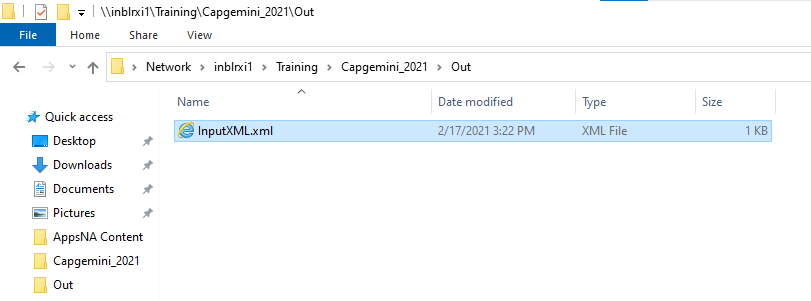 \\inblrxi1\Training\Capgemini_2021\Out
File Home Share View
Network › inblrxi1 › Training › Capgemini_2021 › Out
Name Date modified Type Size
Quick access
InputXML.xml 2/17/2021 3:22 PM XML File 1 KB
Desktop
Downloads
Documents
Pictures
AppsNA Content
Capgemini_2021
Out